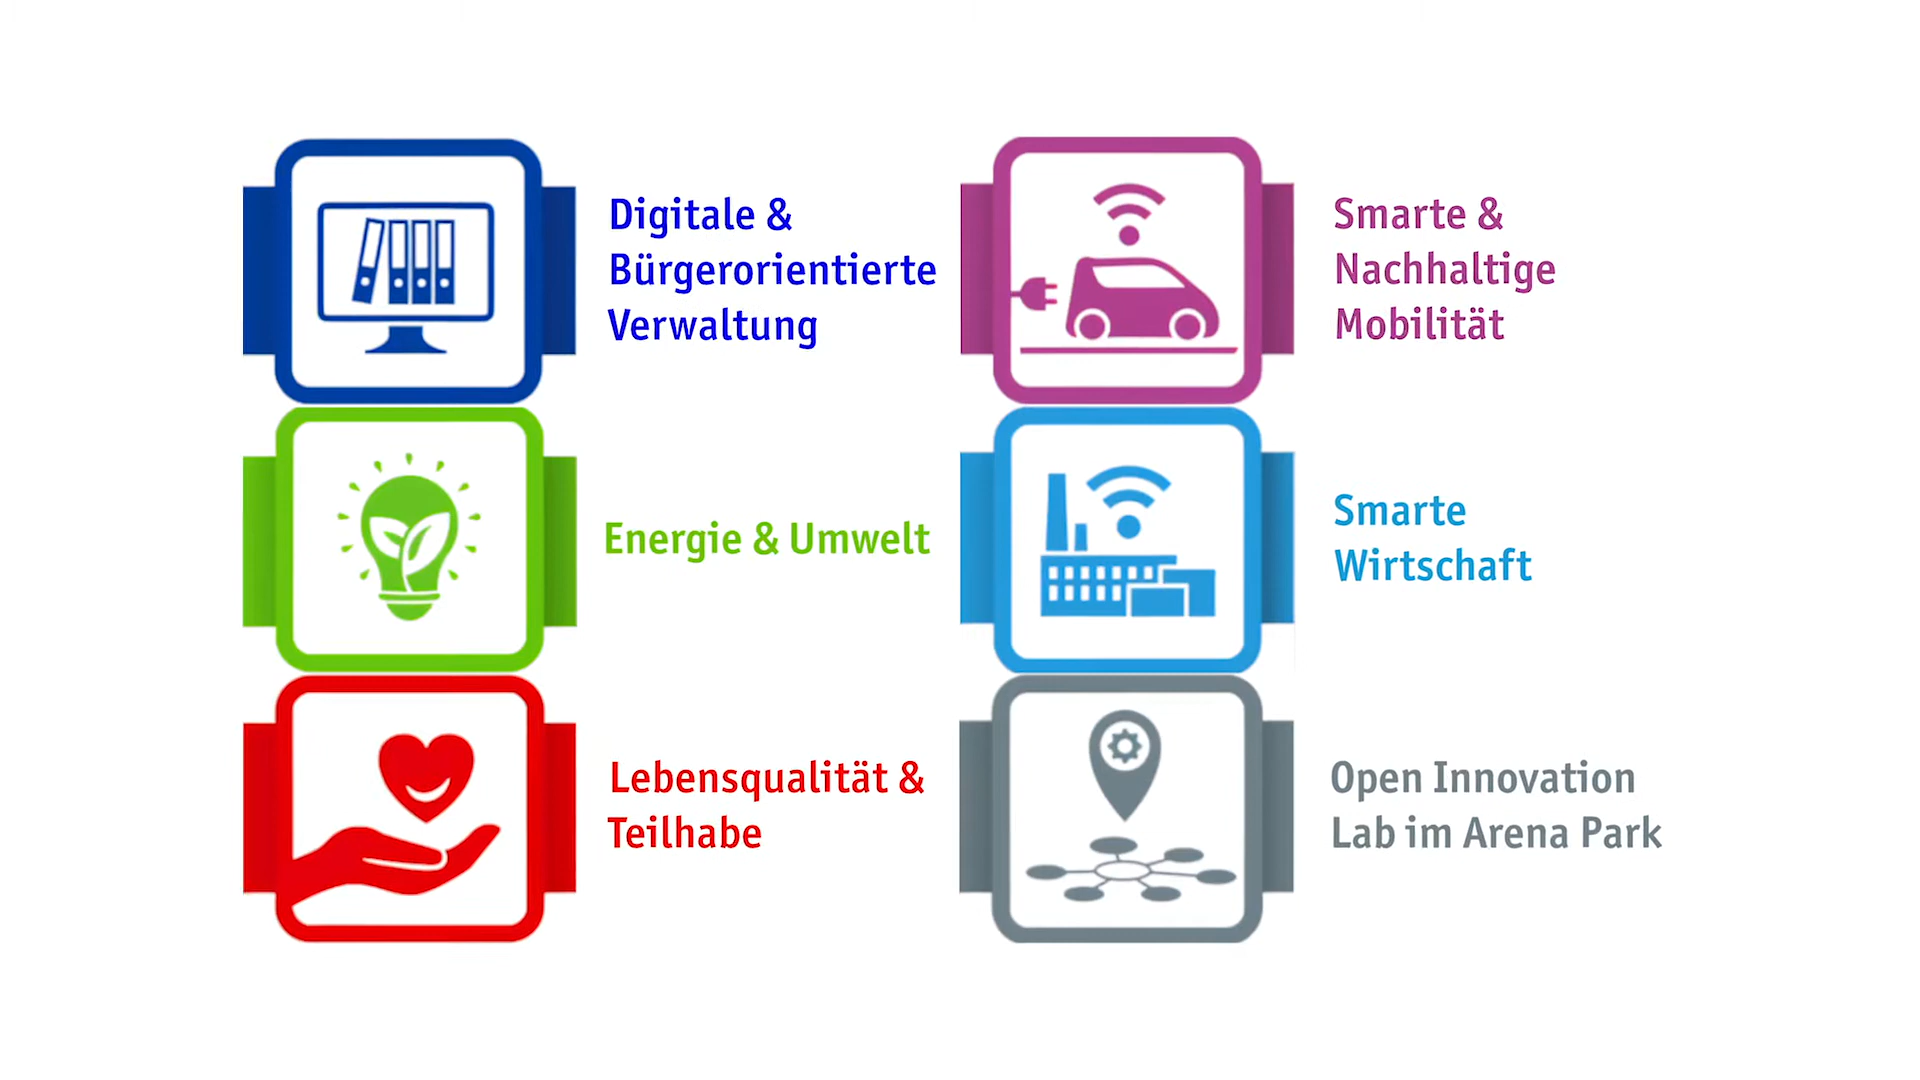 Digitale &
Bürgerorientierte
Verwaltung
Smarte &
Nachhaltige
Mobilität
Energie & Umwelt
Smarte
Wirtschaft
Lebensqualität &
Teilhabe
Open Innovation
Lab im Arena Park